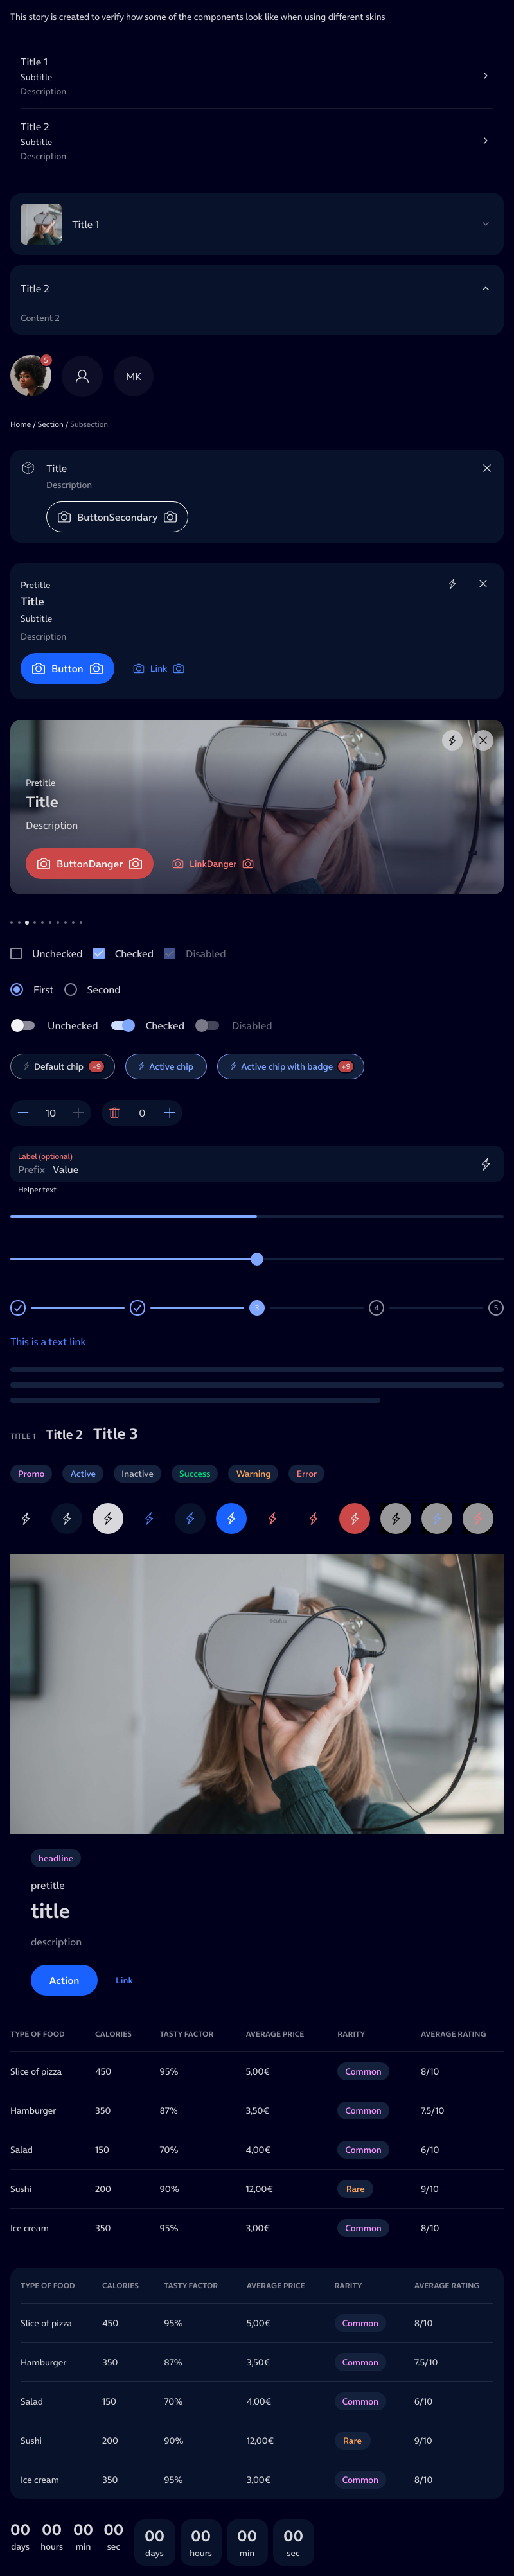 This story is created to verify how some of the components look like when using different skins
Title 1
Subtitle
Description
Title 2
Subtitle
Description
Title 1
Title 2
Content 2
5
MK
Home / Section / Subsection
Title
Description
ButtonSecondary
Pretitle
Title
Subtitle
Description
Button Link
oculus
Pretitle
Title
Description
ButtonDanger LinkDanger
Unchecked Checked Disabled
First Second
Unchecked Checked Disabled
Default chip +9 Active chip Active chip with badge +9
10 0
Label (optional)
Prefix Value
Helper text
3 4 5
This is a text link
TITLE 1 Title 2 Title 3
Promo Active Inactive Success Warning Error
headline
pretitle
title
description
Action Link
TYPE OF FOOD CALORIES TASTY FACTOR AVERAGE PRICE RARITY AVERAGE RATING
Slice of pizza 450 95% 5,00€ Common 8/10
Hamburger 350 87% 3,50€ Common 7.5/10
Salad 150 70% 4,00€ Common 6/10
Sushi 200 90% 12,00€ Rare 9/10
Ice cream 350 95% 3,00€ Common 8/10
TYPE OF FOOD CALORIES TASTY FACTOR AVERAGE PRICE RARITY AVERAGE RATING
Slice of pizza 450 95% 5,00€ Common 8/10
Hamburger 350 87% 3,50€ Common 7.5/10
Salad 150 70% 4,00€ Common 6/10
Sushi 200 90% 12,00€ Rare 9/10
Ice cream 350 95% 3,00€ Common 8/10
00 00 00 00 00 00 00 00
days hours min sec days hours min sec